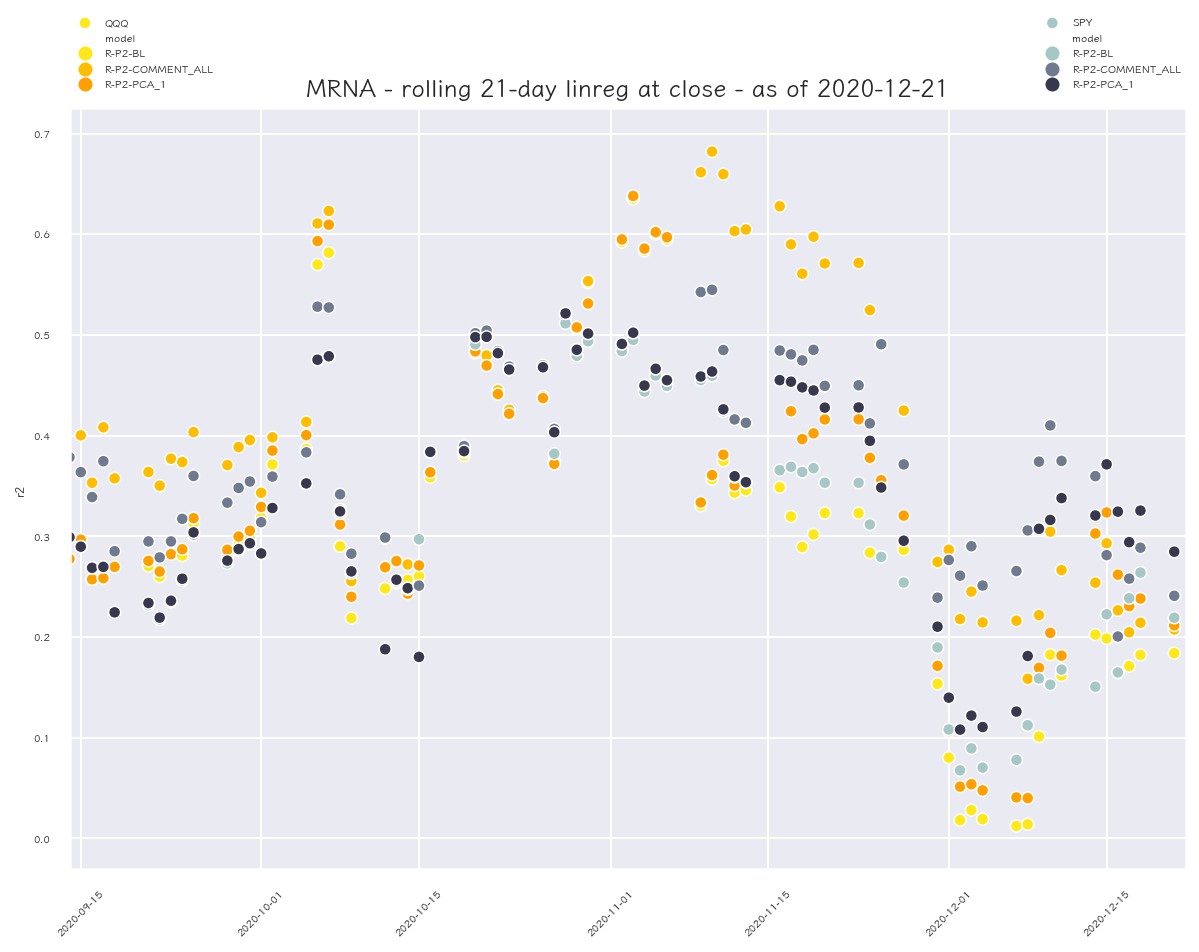 QQQ
model
R-P2-BL
R-P2-COMMENT_ALL
R-P2-PCA_1
SPY
model
R-P2-BL
R-P2-COMMENT_ALL
R-P2-PCA_1
MRNA - rolling 21-day linreg at close - as of 2020-12-21
0.7
0.6
0.5
0.4
0.3
0.2
0.1
0.0
r2
2020-09-15
2020-10-01
2020-10-15
2020-11-01
2020-11-15
2020-12-01
2020-12-15